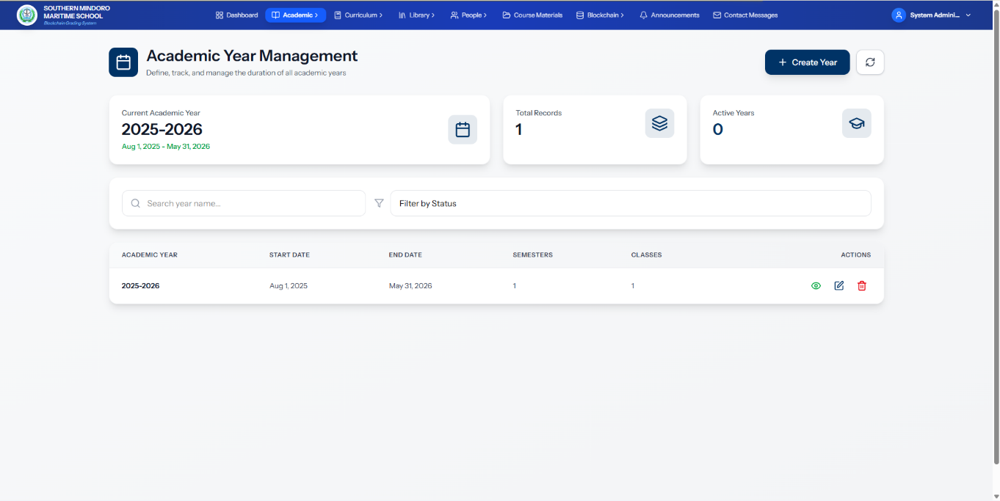 SOUTHERN MINDORO
MARITIME SCHOOL
Blockchain Grading System
Dashboard
Academic
Curriculum
Library
People
Course Materials
Blockchain
Announcements
Contact Messages
System Admini...
Academic Year Management
Define, track, and manage the duration of all academic years
+ Create Year
Current Academic Year
2025-2026
Aug 1, 2025 - May 31, 2026
Total Records
1
Active Years
0
Search year name...
Filter by Status
ACADEMIC YEAR START DATE END DATE SEMESTERS CLASSES ACTIONS
2025-2026 Aug 1, 2025 May 31, 2026 1 1